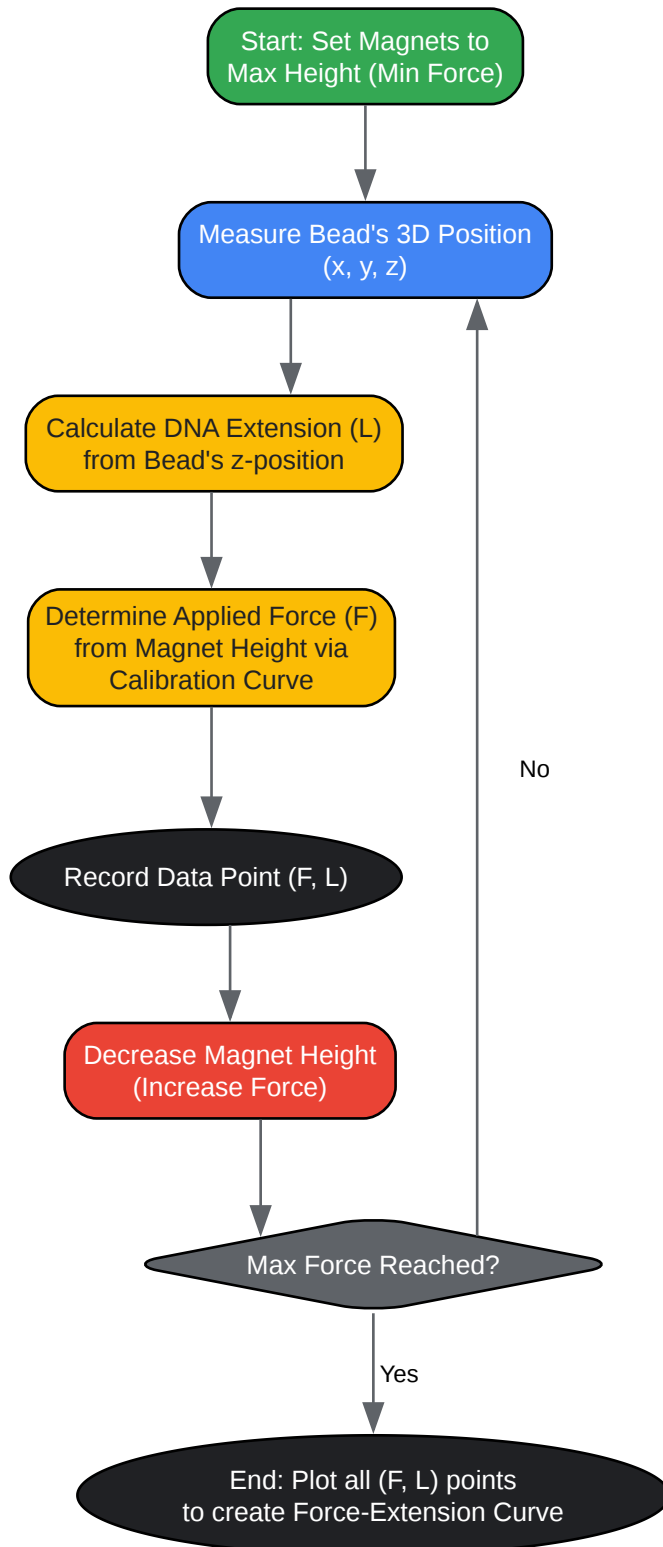 Start: Set Magnets to
Max Height (Min Force)
Measure Bead's 3D Position
(x, y, z)
Calculate DNA Extension (L)
from Bead's z-position
Determine Applied Force (F)
from Magnet Height via
Calibration Curve
No
Record Data Point (F, L)
Decrease Magnet Height
(Increase Force)
Max Force Reached?
Yes
End: Plot all (F, L) points
to create Force-Extension Curve